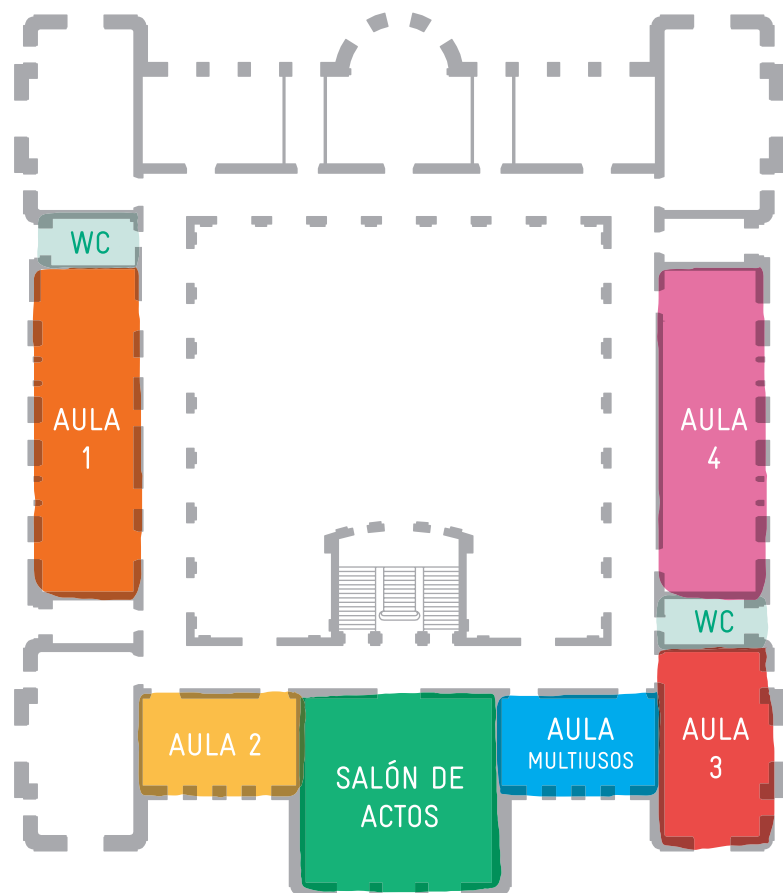 WC
AULA
1
AULA
4
WC
AULA 2
SALÓN DE
ACTOS
AULA
MULTIUSOS
AULA
3